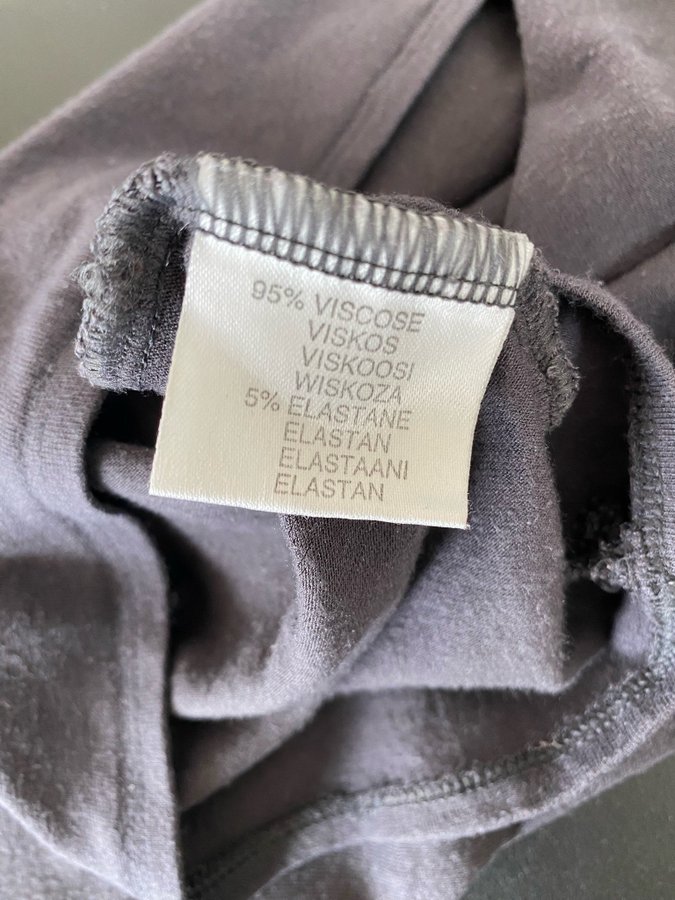 95% VISCOSE
VISKOS
VISKOOSI
WISKOZA
5% ELASTANE
ELASTAN
ELASTAANI
ELASTAN